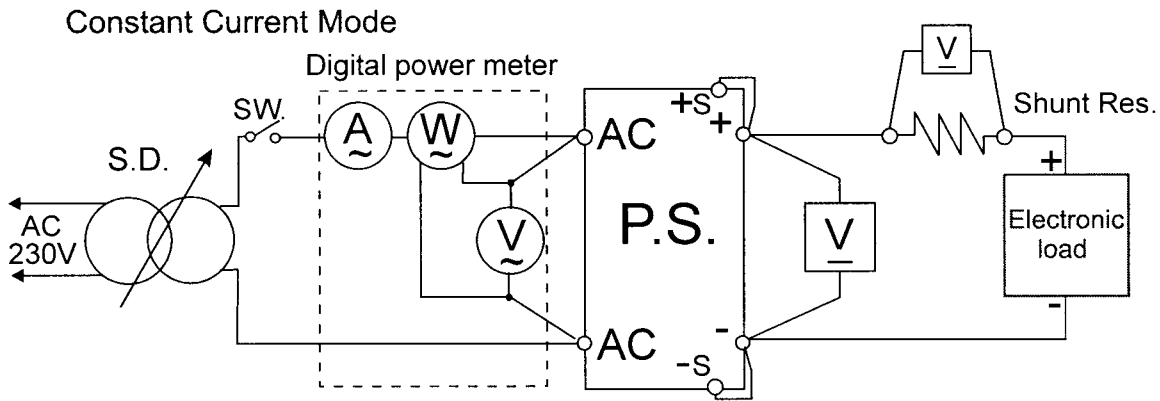 Constant Current Mode
Digital power meter
SW.
A
W
S.D.
AC
230V
V
AC
AC
P.S.
+S
+
-
-S
V
V
Shunt Res.
+
Electronic
load
-